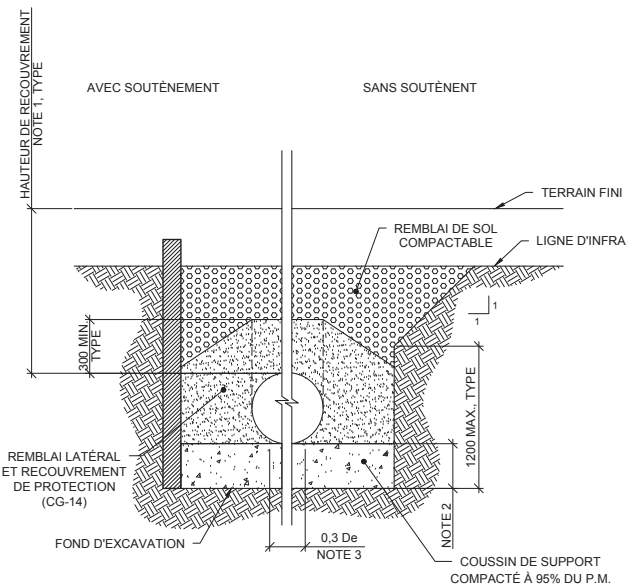 HAUTEUR DE RECOUVREMENT
NOTE 1, TYPE
AVEC SOUTÈNEMENT
SANS SOUTÈNENT
TERRAIN FINI
REMBLAI DE SOL
COMPACTABLE
LIGNE D'INFRA
1
1
300 MIN.
TYPE
1200 MAX., TYPE
REMBLAI LATÉRAL
ET RECOUVREMENT
DE PROTECTION
(CG-14)
NOTE 2
FOND D'EXCAVATION
0,3 De
NOTE 3
COUSSIN DE SUPPORT
COMPACTÉ À 95% DU P.M.